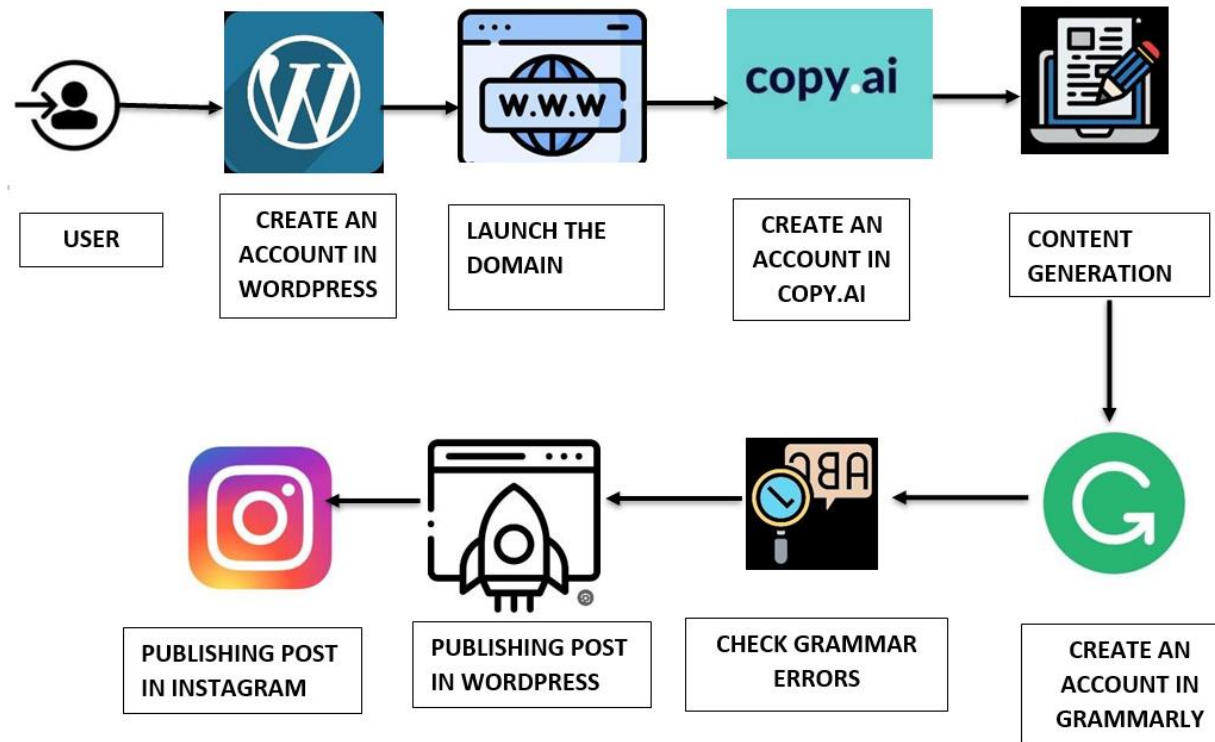 W
W.W.W
copy.ai
USER
CREATE AN
ACCOUNT IN
WORDPRESS
LAUNCH THE
DOMAIN
CREATE AN
ACCOUNT IN
COPY.AI
CONTENT
GENERATION
ABC
G
PUBLISHING POST
IN INSTAGRAM
PUBLISHING POST
IN WORDPRESS
CHECK GRAMMAR
ERRORS
CREATE AN
ACCOUNT IN
GRAMMARLY